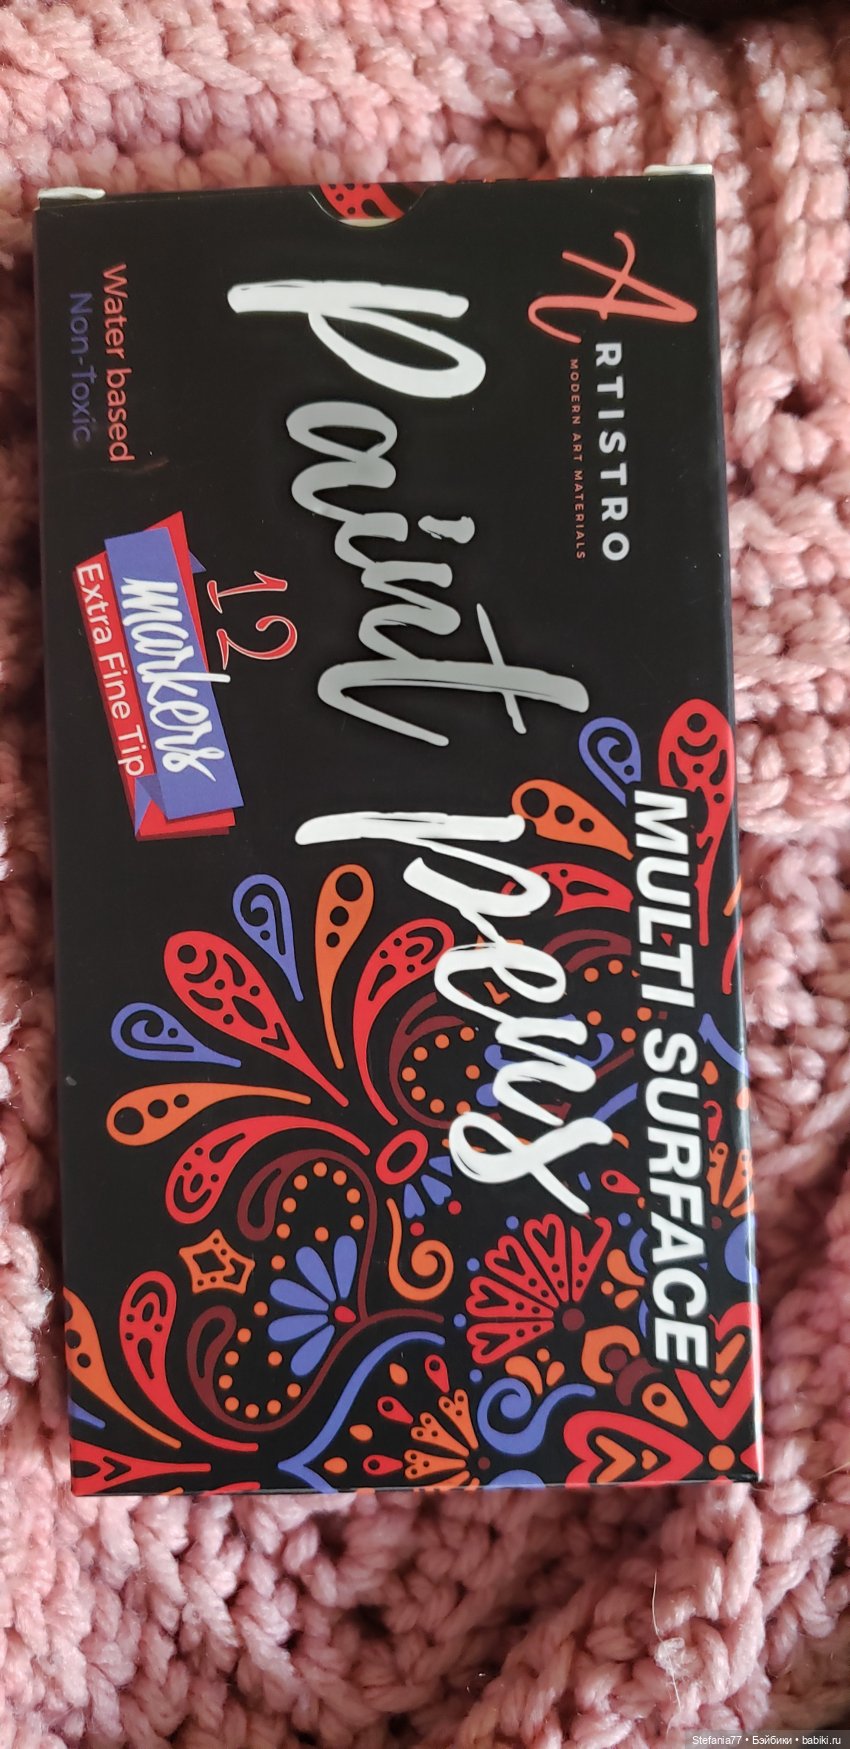 ARTISTRO
MODERN ART MATERIALS
MULTI SURFACE
Paint pens
12
markers
Extra Fine Tip
Water based
Non-Toxic
Stefania77 • Бэйбики • babiki.ru